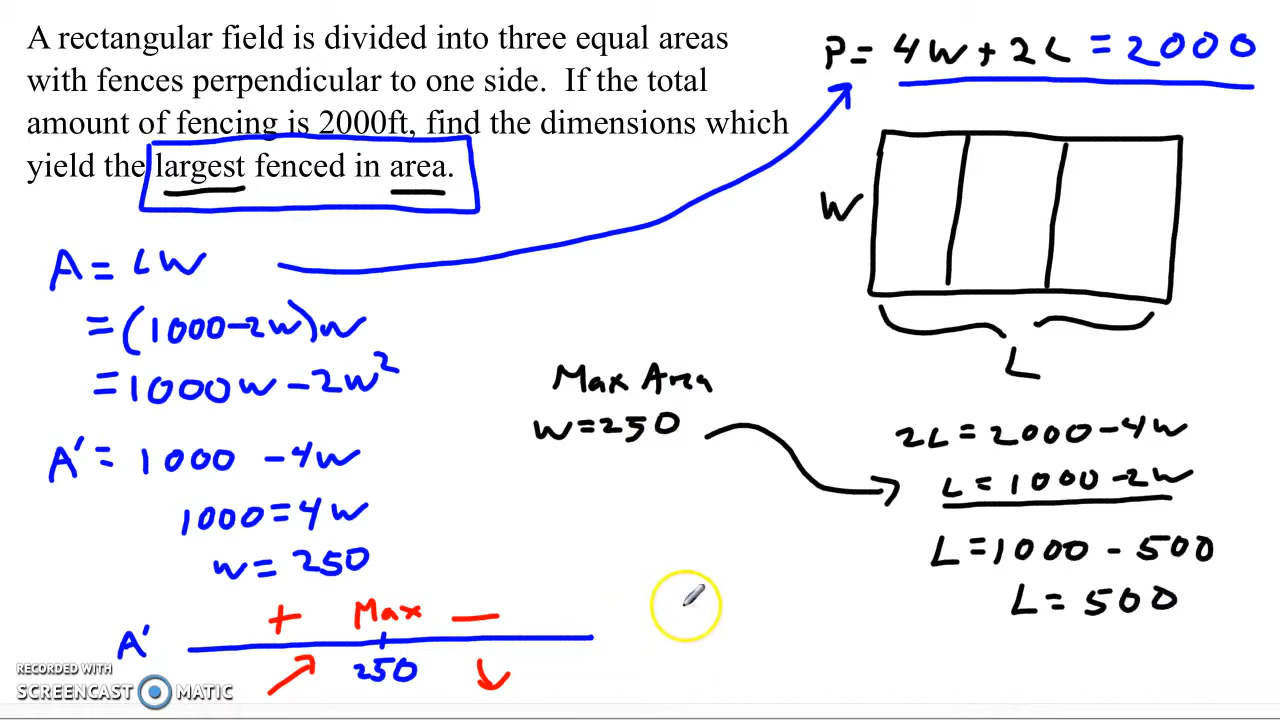 A rectangular field is divided into three equal areas
with fences perpendicular to one side.  If the total
amount of fencing is 2000ft, find the dimensions which
yield the largest fenced in area.
P = 4W + 2L = 2000
W
L
A = LW
= (1000 - 2W)W
= 1000W - 2W²
A' = 1000 - 4W
1000 = 4W
W = 250
A'
+ Max —
250
Max Area
W = 250
2L = 2000 - 4W
L = 1000 - 2W
L = 1000 - 500
L = 500
RECORDED WITH
SCREENCAST MATIC